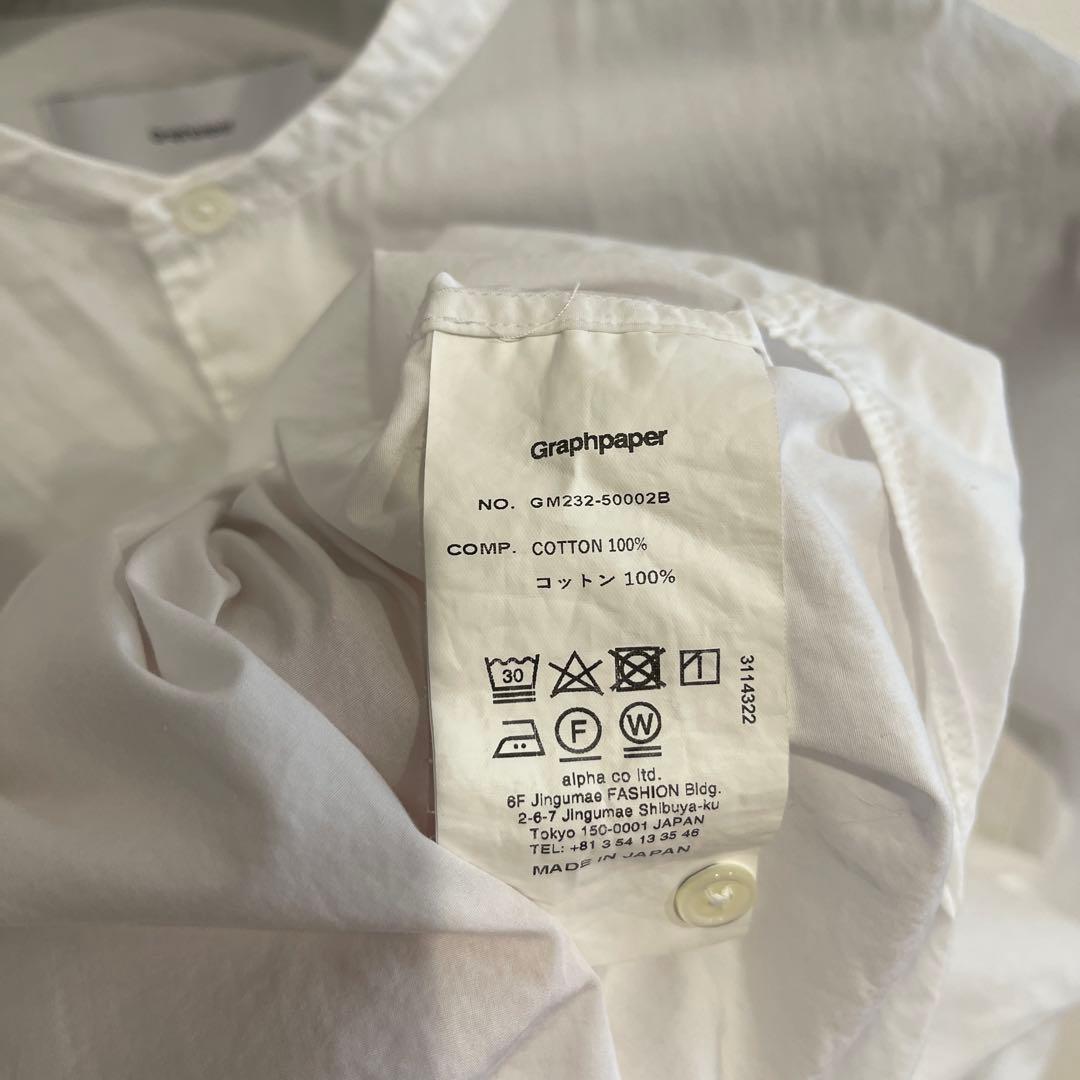 Graphpaper
NO. GM232-50002B
COMP. COTTON 100%
コットン 100%
30
3114322
F
W
alpha co ltd.
6F Jingumae FASHION Bldg.
2-6-7 Jingumae Shibuya-ku
Tokyo 150-0001 JAPAN
TEL: +81 3 54 13 35 46
MADE IN JAPAN